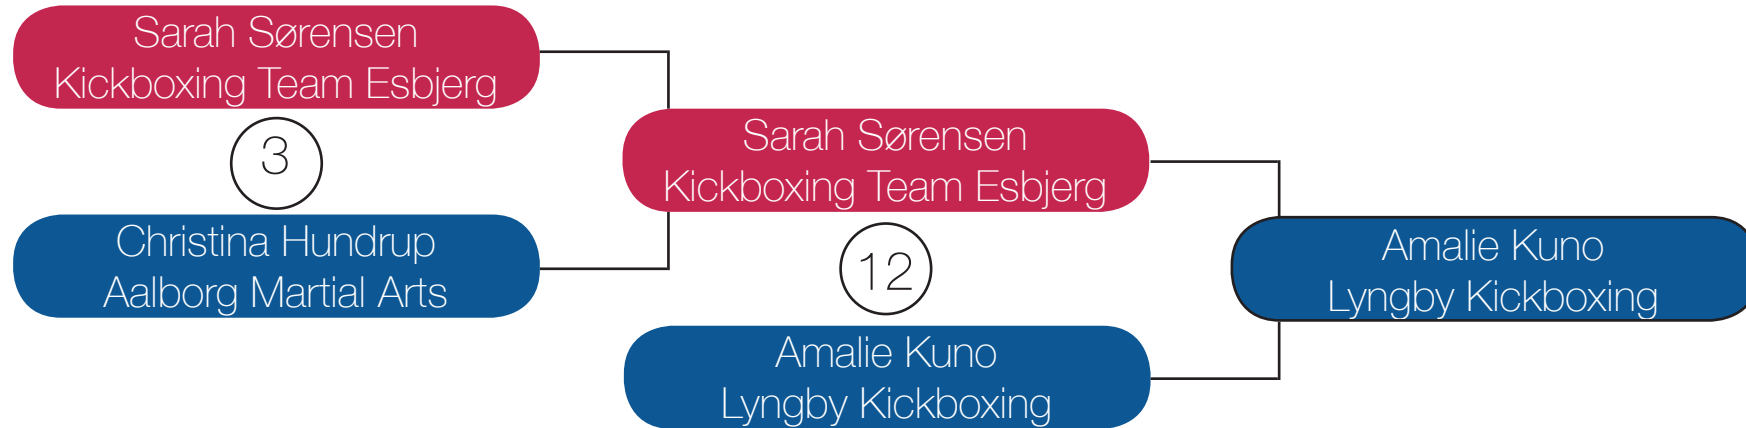 Sarah Sørensen
Kickboxing Team Esbjerg
3
Christina Hundrup
Aalborg Martial Arts
Sarah Sørensen
Kickboxing Team Esbjerg
12
Amalie Kuno
Lyngby Kickboxing
Amalie Kuno
Lyngby Kickboxing